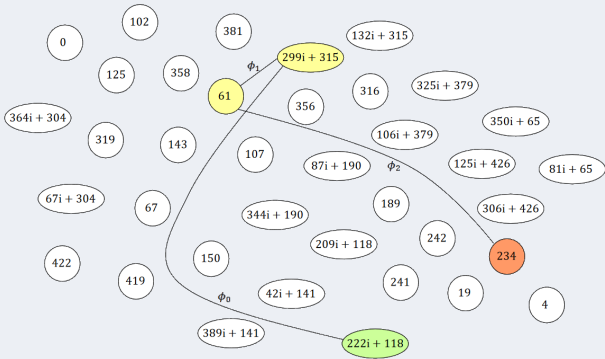 102
0
381
132i + 315
ϕ₁
299i + 315
125
358
61
316
325i + 379
364i + 304
356
350i + 65
319
143
106i + 379
107
87i + 190
ϕ₂
125i + 426
81i + 65
67i + 304
67
344i + 190
189
306i + 426
209i + 118
242
422
150
234
419
241
19
4
ϕ₀
42i + 141
389i + 141
222i + 118